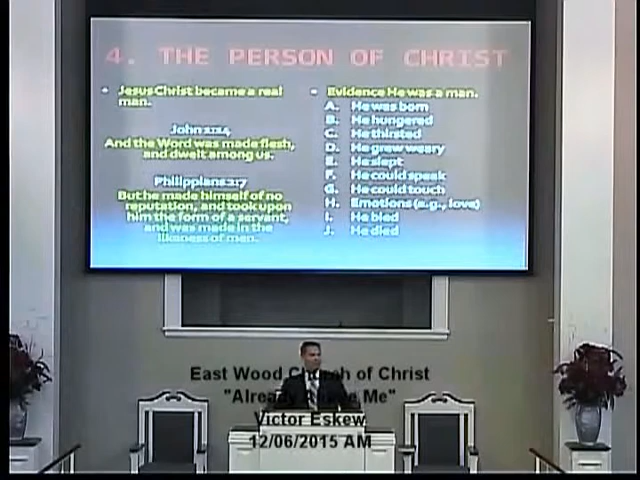 4. THE PERSON OF CHRIST
Jesus Christ became a real
man.
John 1:14
And the Word was made flesh,
and dwelt among us.
Philippians 2:7
But he made himself of no
reputation, and took upon
him the form of a servant,
and was made in the
likeness of men.
Evidence He was a man.
A. He was born
B. He hungered
C. He thirsted
D. He grew weary
E. He slept
F. He could speak
G. He could touch
H. Emotions (e.g., love)
I. He bled
J. He died
East Wood Church of Christ
"Already Me"
Victor Eskew
12/06/2015 AM